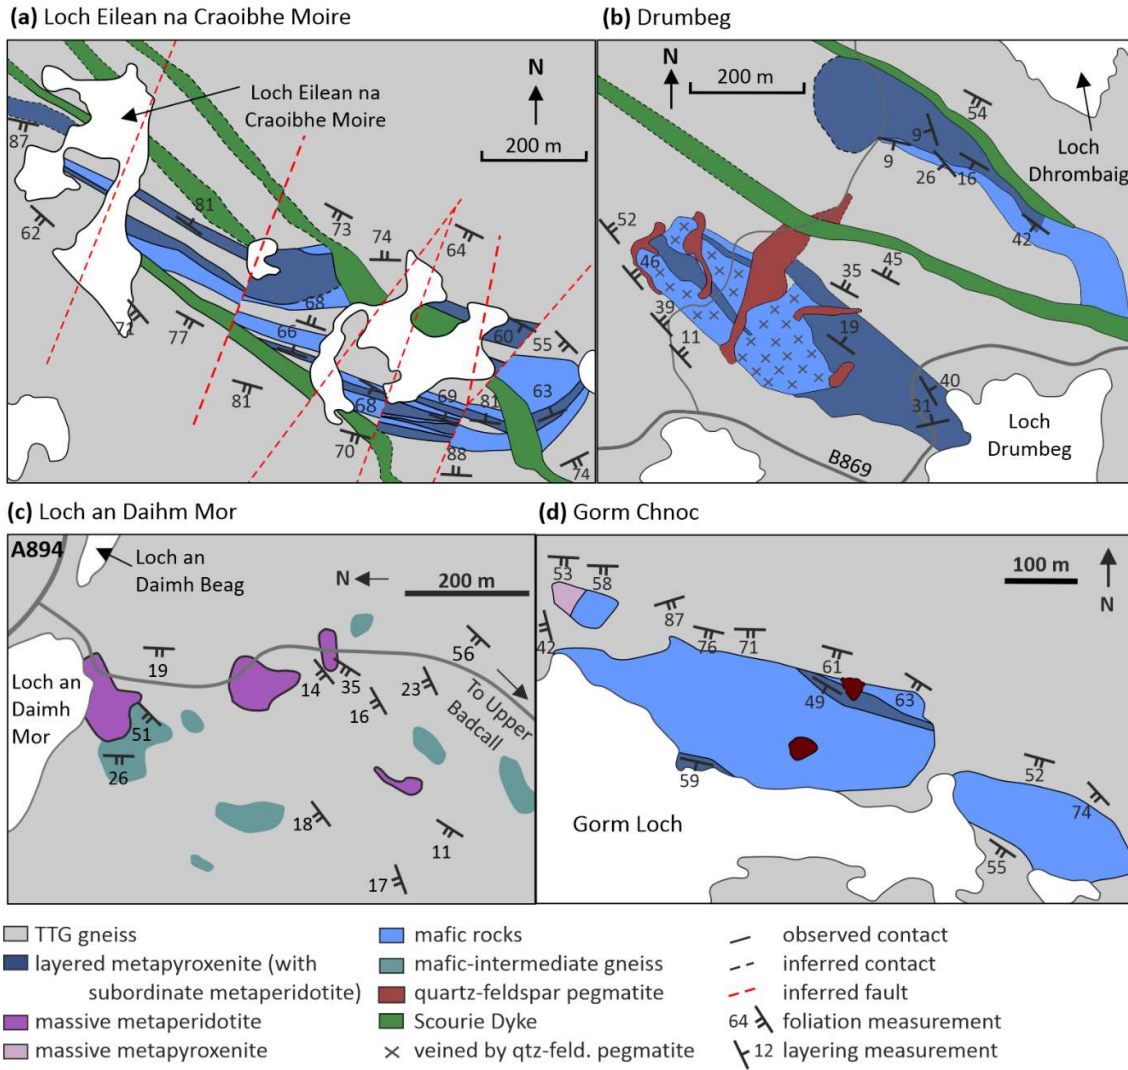 (a) Loch Eilean na Craoibhe Moire
Loch Eilean na
Craoibhe Moire
N
200 m
87
62
81
73
74
64
72
77
68
66
60
55
63
81
69
68
81
70
88
74
(b) Drumbeg
N
200 m
54
9
9
26
16
42
Loch
Dhrombaig
52
46
39
11
35
45
19
40
31
Loch
Drumbeg
B869
(c) Loch an Daihm Mor
A894
Loch an
Daimh Beag
N
200 m
19
56
14
35
23
16
Loch an
Daimh
Mor
51
26
To Upper
Badcall
18
11
17
(d) Gorm Chnoc
100 m
N
53
58
42
87
76
71
61
49
63
59
52
74
55
Gorm Loch
TTG gneiss
layered metapyroxenite (with
subordinate metaperidotite)
massive metaperidotite
massive metapyroxenite
mafic rocks
mafic-intermediate gneiss
quartz-feldspar pegmatite
Scourie Dyke
veined by qtz-feld. pegmatite
observed contact
inferred contact
inferred fault
64 foliation measurement
12 layering measurement